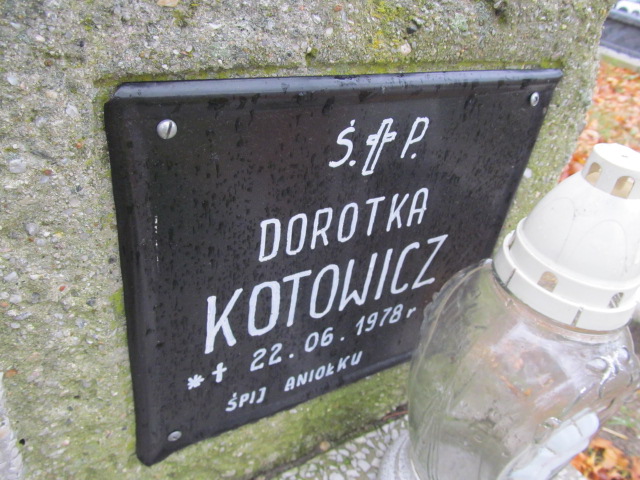 Ś. ✝ P.
DOROTKA
KOTOWICZ
* ✝ 22.06.1978 r
ŚPIJ ANIOŁKU